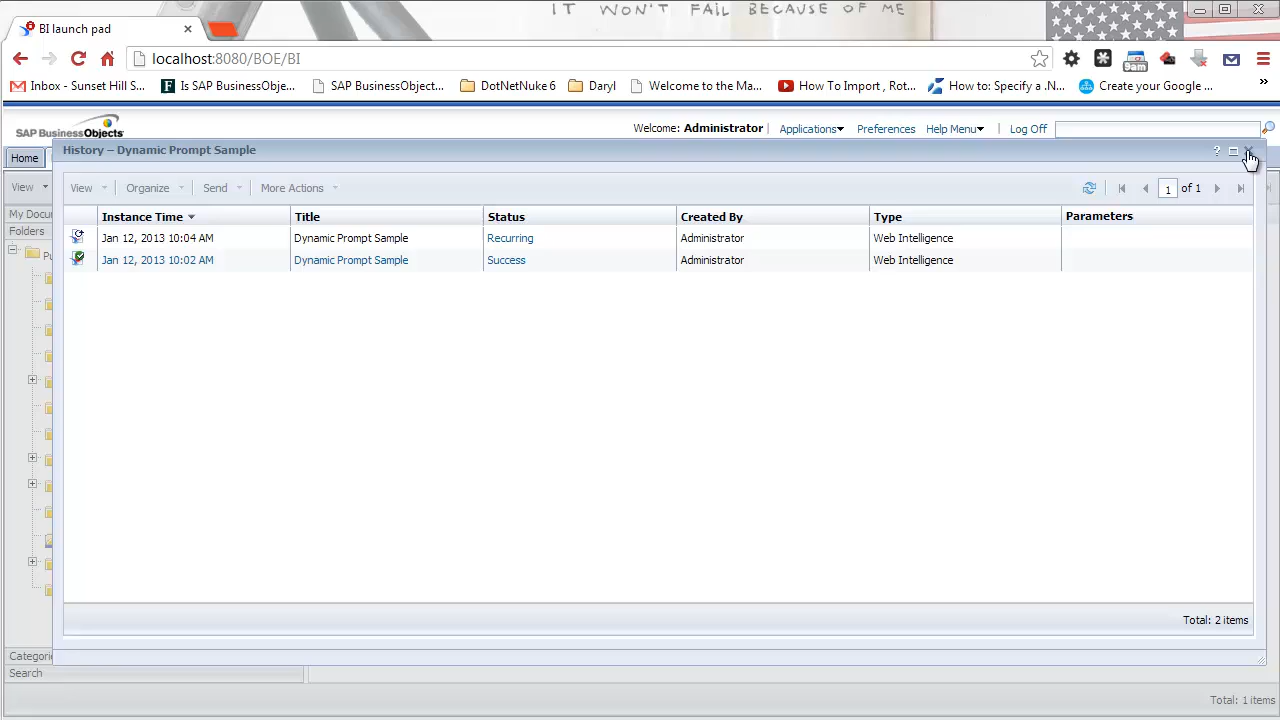 IT WON'T FAIL BECAUSE OF ME
BI launch pad
localhost:8080/BOE/BI
9am
Inbox - Sunset Hill S... Is SAP BusinessObje... SAP BusinessObject... DotNetNuke Daryl Welcome to the Ma... How To Import , Rot... How to: Specify a .N... Create your Google ... »
SAP BusinessObjects
Welcome: Administrator | Applications Preferences Help Menu | Log Off
History – Dynamic Prompt Sample ?
Home
View
View Organize Send More Actions 1 of 1
My Docu
Folders
Pu
Instance Time Title Status Created By Type Parameters
Jan 12, 2013 10:04 AM Dynamic Prompt Sample Recurring Administrator Web Intelligence
Jan 12, 2013 10:02 AM Dynamic Prompt Sample Success Administrator Web Intelligence
Total: 2 items
Categori
Search
Total: 1 items